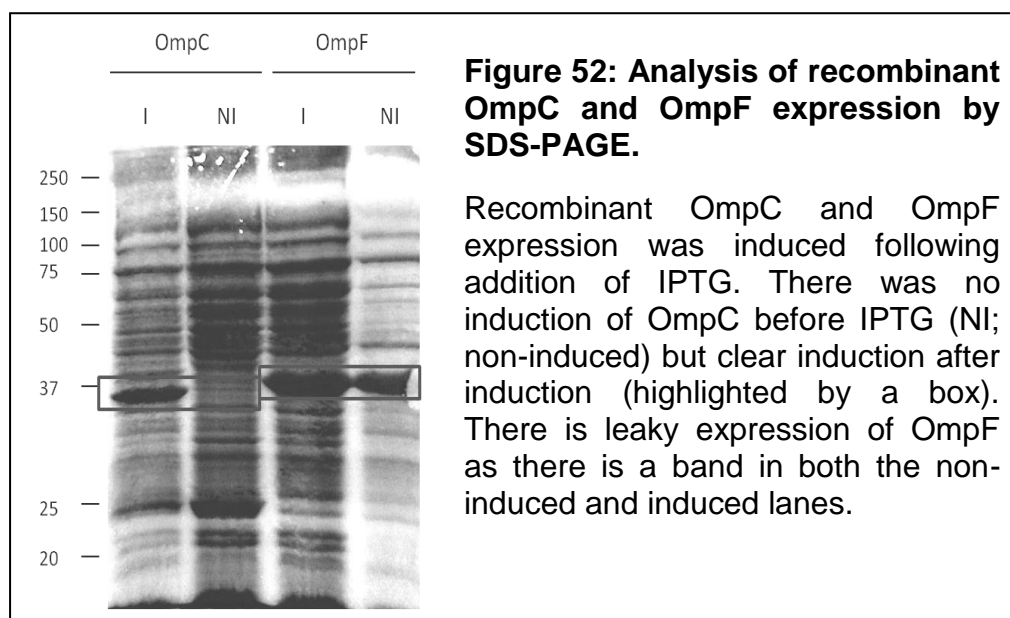 OmpC OmpF
I NI I NI
250
150
100
75
50
37
25
20
Figure 52: Analysis of recombinant
OmpC and OmpF expression by
SDS-PAGE.
Recombinant OmpC and OmpF
expression was induced following
addition of IPTG. There was no
induction of OmpC before IPTG (NI;
non-induced) but clear induction after
induction (highlighted by a box).
There is leaky expression of OmpF
as there is a band in both the non-
induced and induced lanes.